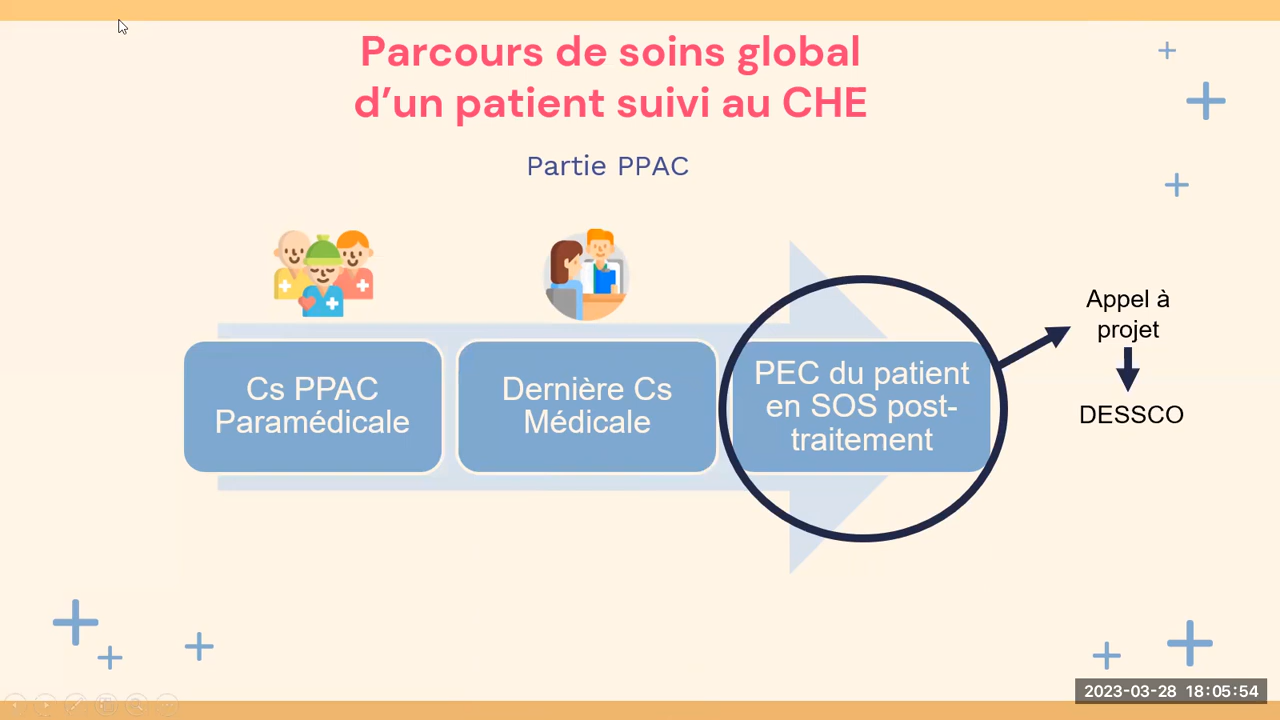 Parcours de soins global
d’un patient suivi au CHE
Partie PPAC
Cs PPAC
Paramédicale
Dernière Cs
Médicale
PEC du patient
en SOS post-
traitement
Appel à
projet
DESSCO
2023-03-28 18:05:54